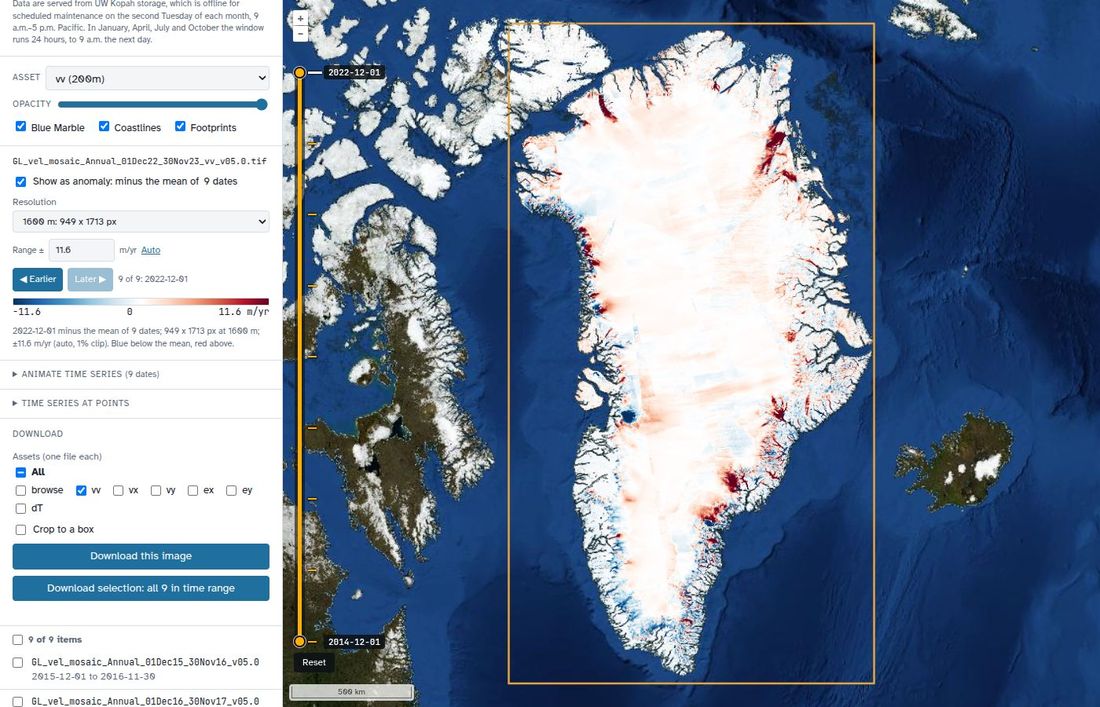 Data are served from UW Kopah storage, which is offline for
scheduled maintenance on the second Tuesday of each month, 9
a.m.–5 p.m. Pacific. In January, April, July and October the window
runs 24 hours, to 9 a.m. the next day.
ASSET vv (200m)
OPACITY
Blue Marble Coastlines Footprints
GL_vel_mosaic_Annual_01Dec22_30Nov23_vv_v05.0.tif
Show as anomaly: minus the mean of 9 dates
Resolution
1600 m: 949 x 1713 px
Range ± 11.6 m/yr Auto
◀ Earlier Later ▶ 9 of 9: 2022-12-01
-11.6 0 11.6 m/yr
2022-12-01 minus the mean of 9 dates; 949 x 1713 px at 1600 m;
±11.6 m/yr (auto, 1% clip). Blue below the mean, red above.
▶ ANIMATE TIME SERIES (9 dates)
▶ TIME SERIES AT POINTS
DOWNLOAD
Assets (one file each)
All
browse vv vx vy ex ey
dT
Crop to a box
Download this image
Download selection: all 9 in time range
9 of 9 items
GL_vel_mosaic_Annual_01Dec15_30Nov16_v05.0
2015-12-01 to 2016-11-30
GL_vel_mosaic_Annual_01Dec16_30Nov17_v05.0
+
−
2022-12-01
2014-12-01
Reset
500 km